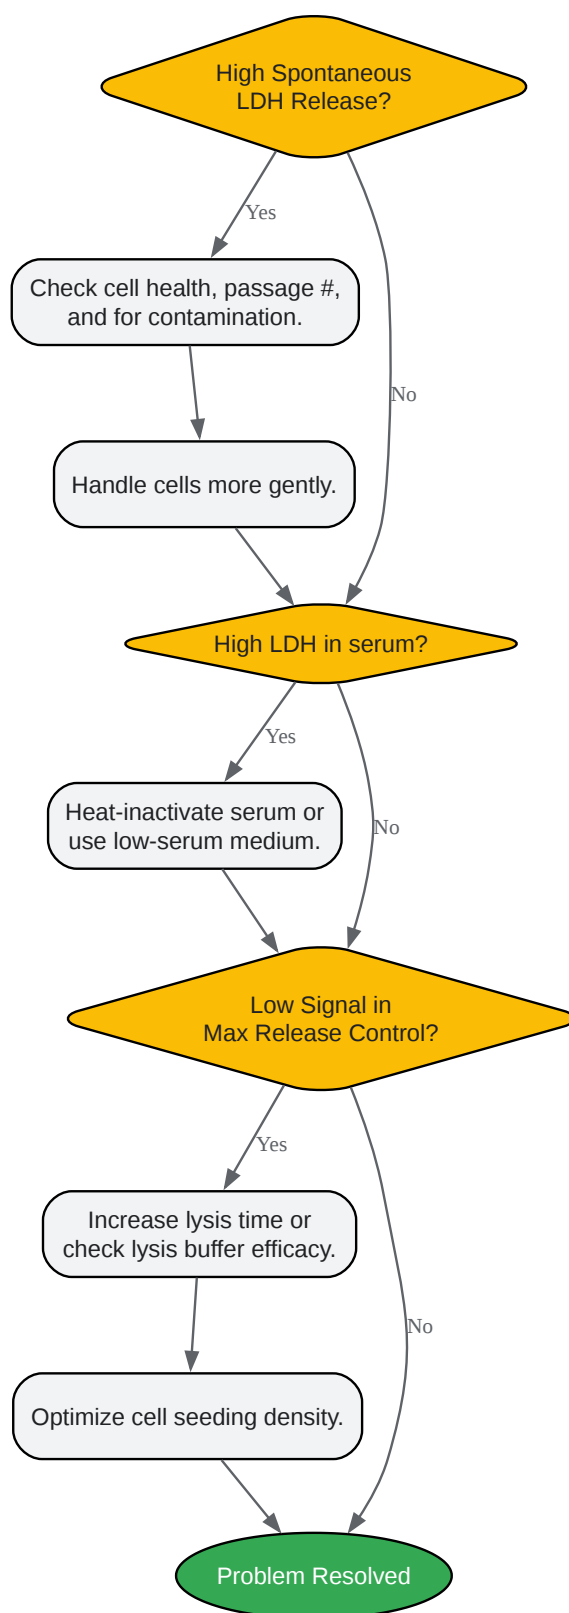 High Spontaneous
LDH Release?
Yes
Check cell health, passage #,
and for contamination.
No
Handle cells more gently.
High LDH in serum?
Yes
Heat-inactivate serum or
use low-serum medium.
No
Low Signal in
Max Release Control?
Yes
Increase lysis time or
check lysis buffer efficacy.
No
Optimize cell seeding density.
Problem Resolved